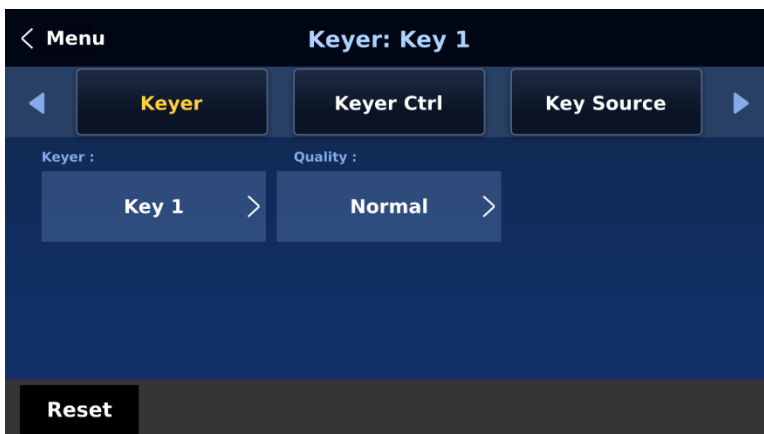 Menu
Keyer: Key 1
Keyer
Keyer Ctrl
Key Source
Keyer :
Quality :
Key 1
Normal
Reset